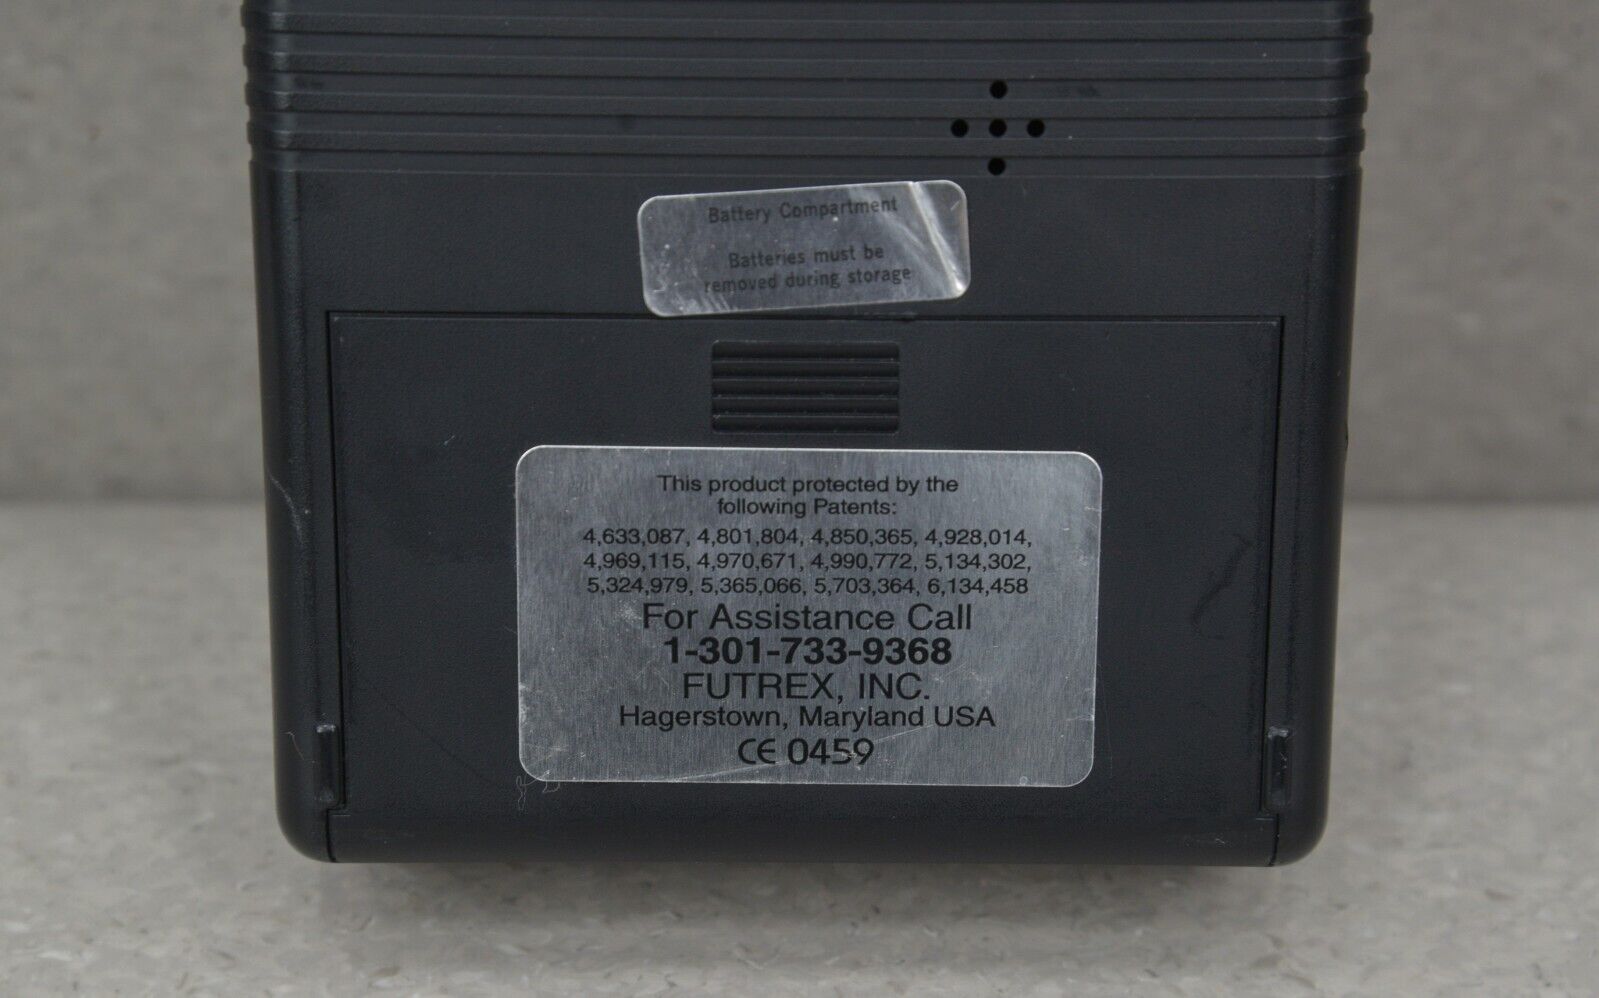 Battery Compartment
Batteries must be
removed during storage
This product protected by the
following Patents:
4,633,087, 4,801,804, 4,850,365, 4,928,014,
4,969,115, 4,970,671, 4,990,772, 5,134,302,
5,324,979, 5,365,066, 5,703,364, 6,134,458
For Assistance Call
1-301-733-9368
FUTREX, INC.
Hagerstown, Maryland USA
CE 0459